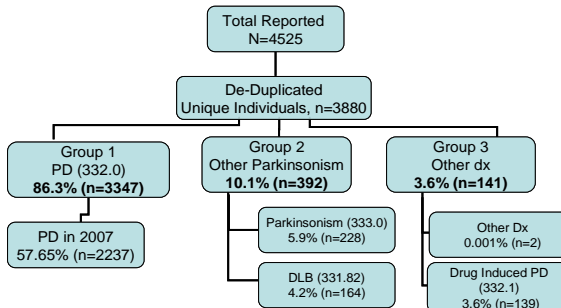 Total Reported
N=4525
De-Duplicated
Unique Individuals, n=3880
Group 1
PD (332.0)
86.3% (n=3347)
Group 2
Other Parkinsonism
10.1% (n=392)
Group 3
Other dx
3.6% (n=141)
PD in 2007
57.65% (n=2237)
Parkinsonism (333.0)
5.9% (n=228)
DLB (331.82)
4.2% (n=164)
Other Dx
0.001% (n=2)
Drug Induced PD
(332.1)
3.6% (n=139)